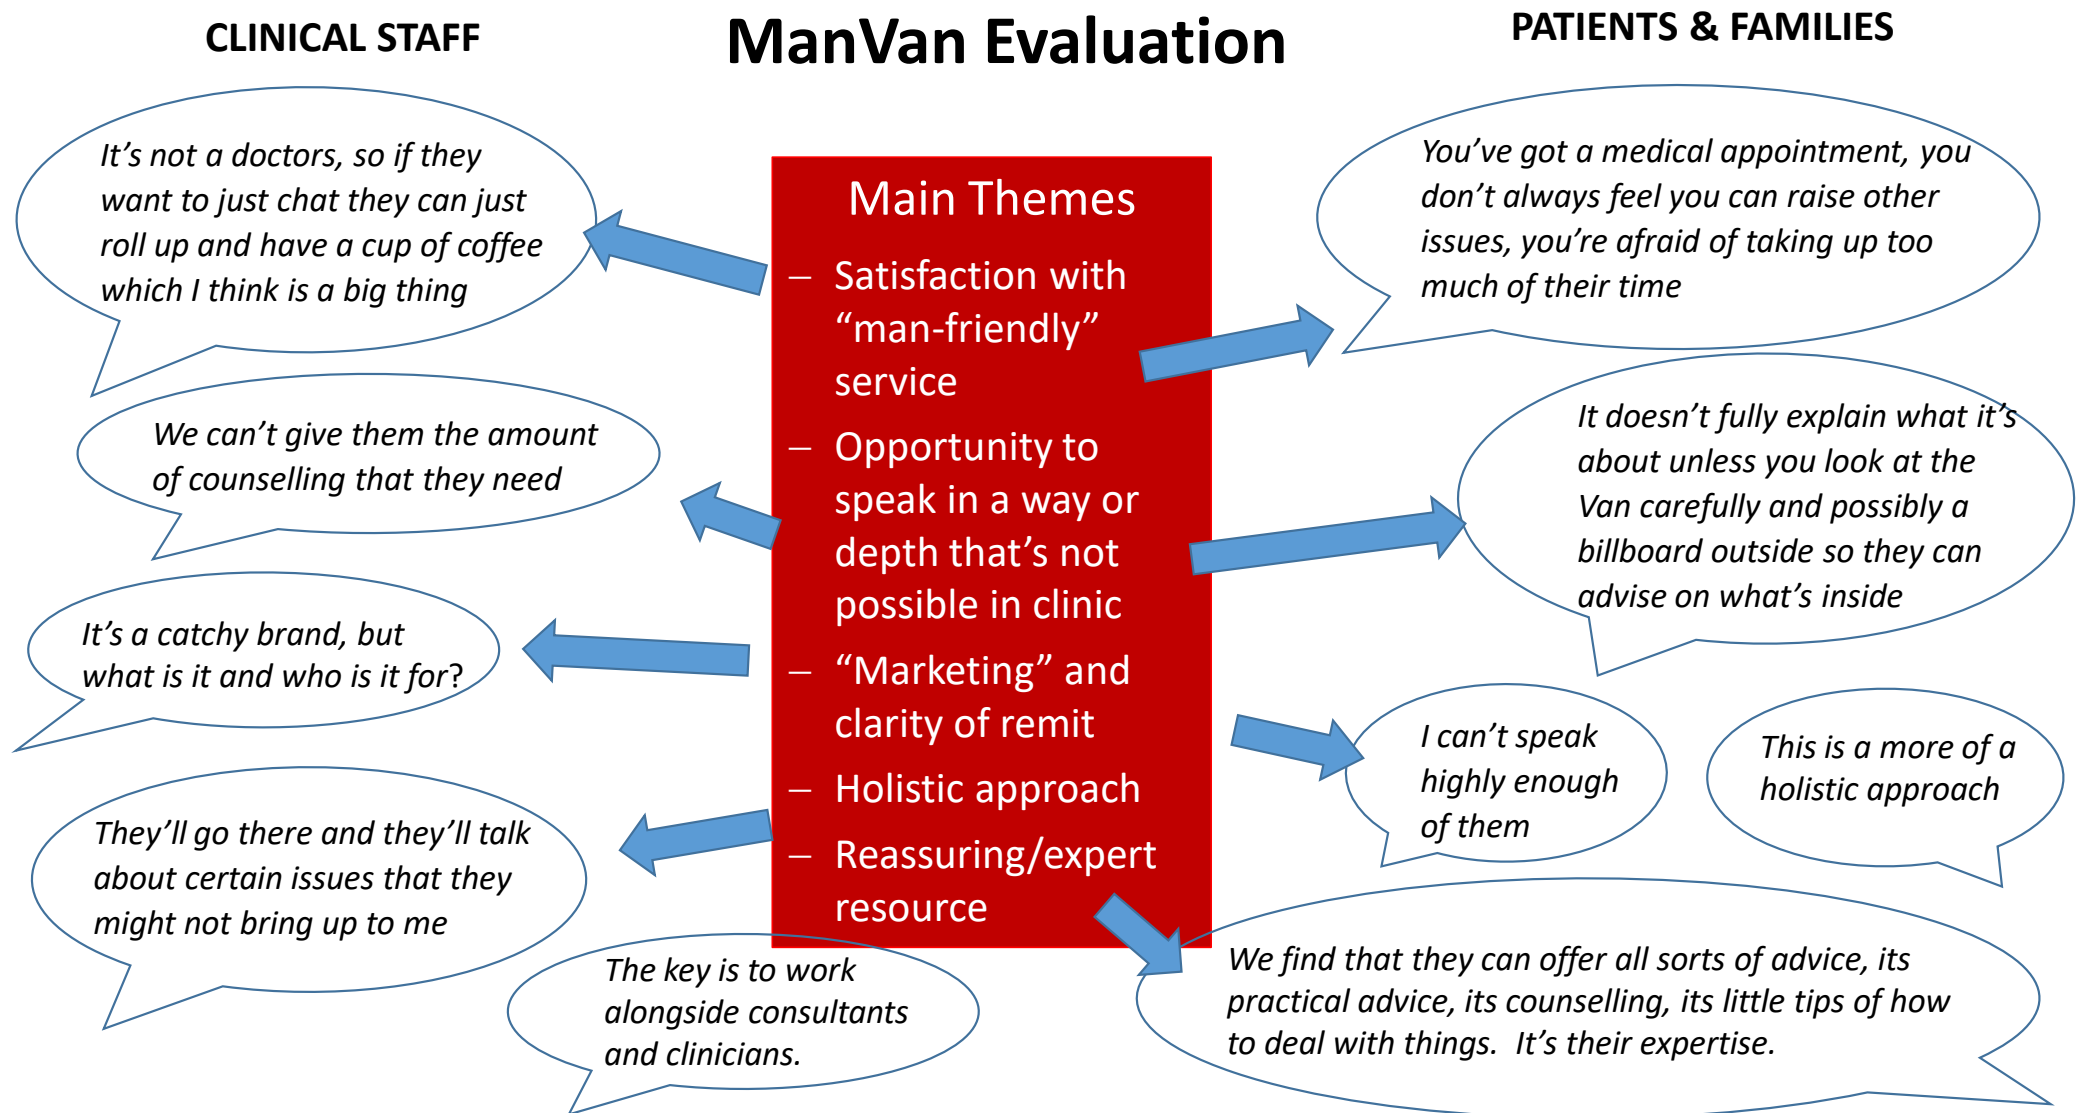 CLINICAL STAFF
ManVan Evaluation
PATIENTS & FAMILIES
It's not a doctors, so if they
want to just chat they can just
roll up and have a cup of coffee
which I think is a big thing
We can't give them the amount
of counselling that they need
It's a catchy brand, but
what is it and who is it for?
They'll go there and they'll talk
about certain issues that they
might not bring up to me
The key is to work
alongside consultants
and clinicians.
Main Themes
– Satisfaction with
“man-friendly”
service
– Opportunity to
speak in a way or
depth that's not
possible in clinic
– “Marketing” and
clarity of remit
– Holistic approach
– Reassuring/expert
resource
You've got a medical appointment, you
don't always feel you can raise other
issues, you're afraid of taking up too
much of their time
It doesn't fully explain what it's
about unless you look at the
Van carefully and possibly a
billboard outside so they can
advise on what's inside
I can't speak
highly enough
of them
This is a more of a
holistic approach
We find that they can offer all sorts of advice, its
practical advice, its counselling, its little tips of how
to deal with things.  It's their expertise.